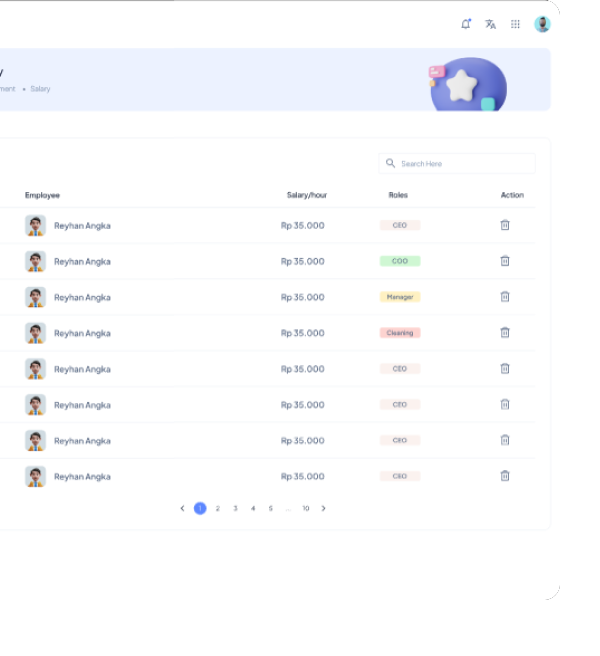 Salary
Search Here
Employee Salary/hour Roles Action
Reyhan Angka Rp 35.000 CEO
Reyhan Angka Rp 35.000 COO
Reyhan Angka Rp 35.000 Manager
Reyhan Angka Rp 35.000 Cleaning
Reyhan Angka Rp 35.000 CEO
Reyhan Angka Rp 35.000 CEO
Reyhan Angka Rp 35.000 CEO
Reyhan Angka Rp 35.000 CEO
1 2 3 4 5 ... 10